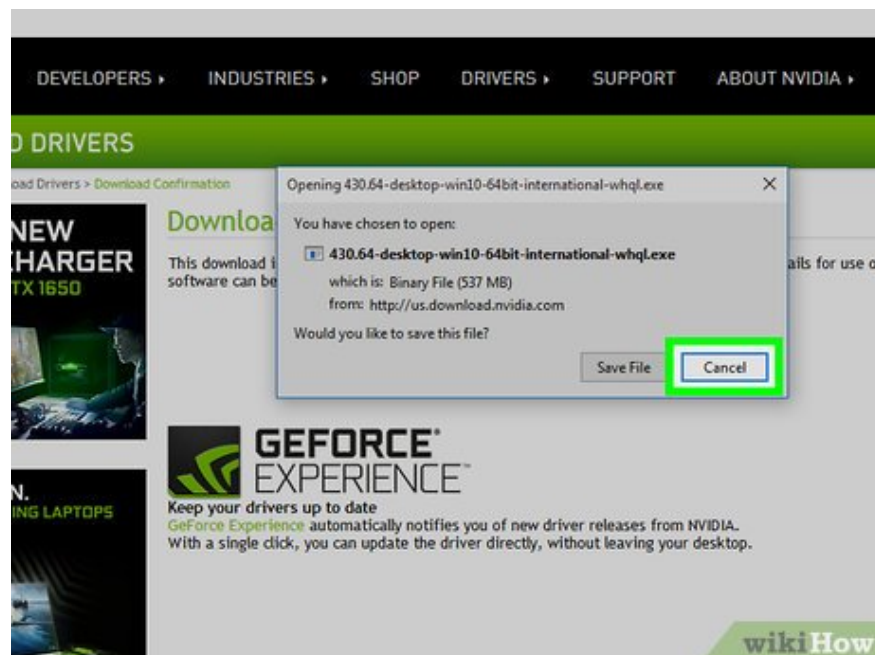 DEVELOPERS INDUSTRIES SHOP DRIVERS SUPPORT ABOUT NVIDIA
D DRIVERS
oad Drivers > Download Confirmation
Opening 430.64-desktop-win10-64bit-international-whql.exe
You have chosen to open:
430.64-desktop-win10-64bit-international-whql.exe
which is: Binary File (537 MB)
from: http://us.download.nvidia.com
Would you like to save this file?
Save File Cancel
NEW
CHARGER
TX 1650
Downloa
This download i
ails for use o
software can be
GEFORCE
EXPERIENCE™
Keep your drivers up to date
GeForce Experience automatically notifies you of new driver releases from NVIDIA.
With a single click, you can update the driver directly, without leaving your desktop.
N.
ING LAPTOPS
wikiHow